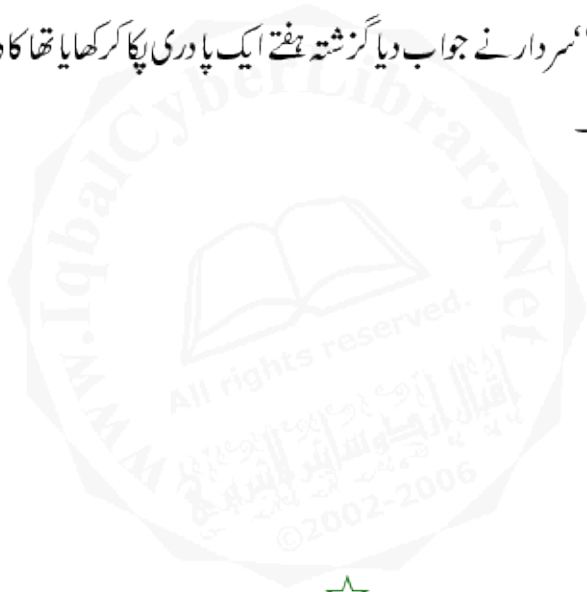 ‘‘سردار نے جواب دیا گزشتہ ہفتے ایک پادری پکا کر کھایا تھا کا
۔
www.IqbalCyberLibrary.Net
All rights reserved.
©2002-2006